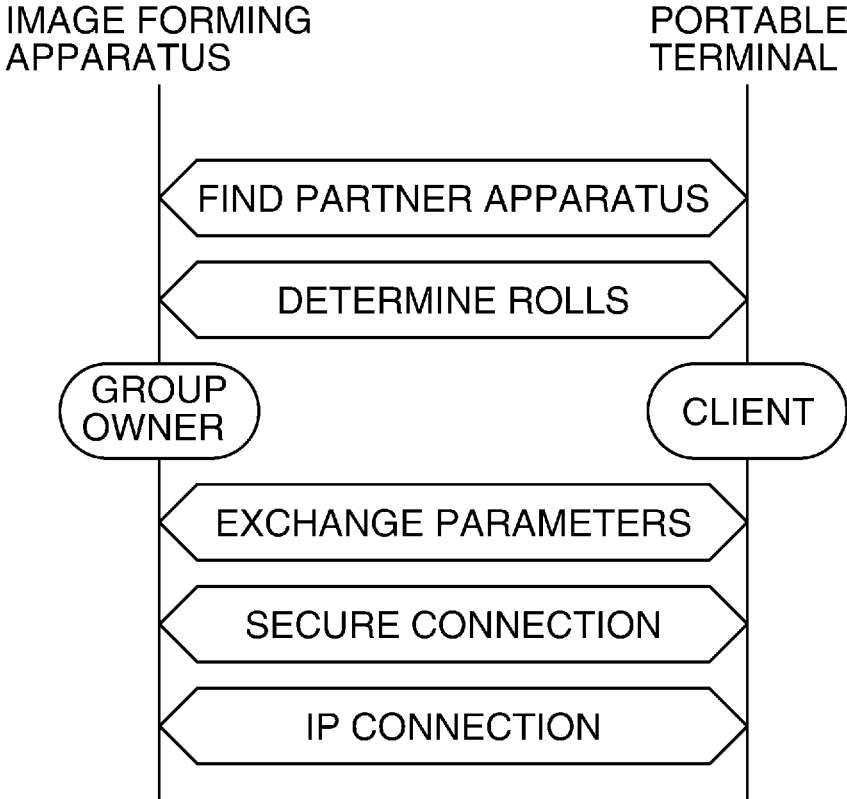 IMAGE FORMING
APPARATUS
PORTABLE
TERMINAL
FIND PARTNER APPARATUS
DETERMINE ROLLS
GROUP
OWNER
CLIENT
EXCHANGE PARAMETERS
SECURE CONNECTION
IP CONNECTION